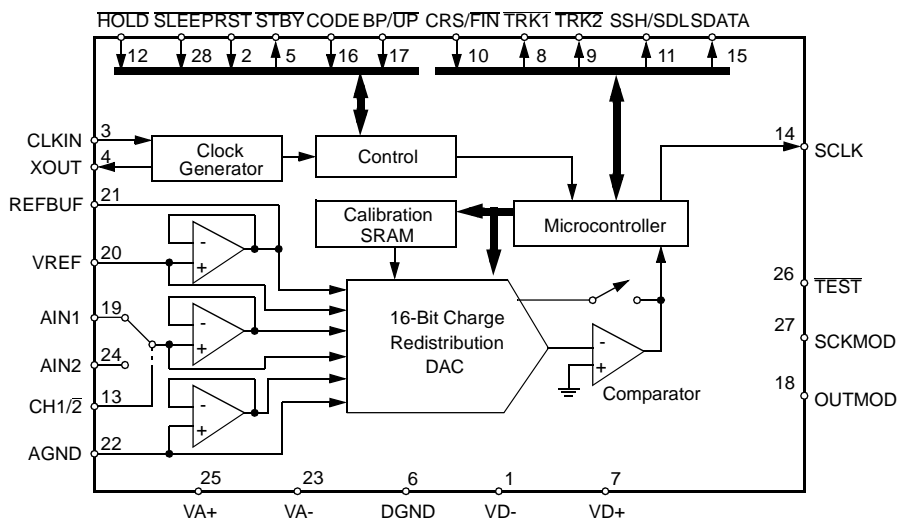 HOLD SLEEP RST STBY CODE BP/UP CRS/FIN TRK1 TRK2 SSH/SDL SDATA
12 28 2 5 16 17 10 8 9 11 15
CLKIN 3
XOUT 4
Clock
Generator
Control
14 SCLK
REFBUF 21
Calibration
SRAM
Microcontroller
VREF 20
-
+
26
TEST
AIN1 19
-
+
16-Bit Charge
Redistribution
DAC
-
+
Comparator
27
SCKMOD
AIN2 24
18
OUTMOD
CH1/2 13
-
+
AGND 22
25 23 6 1 7
VA+ VA- DGND VD- VD+